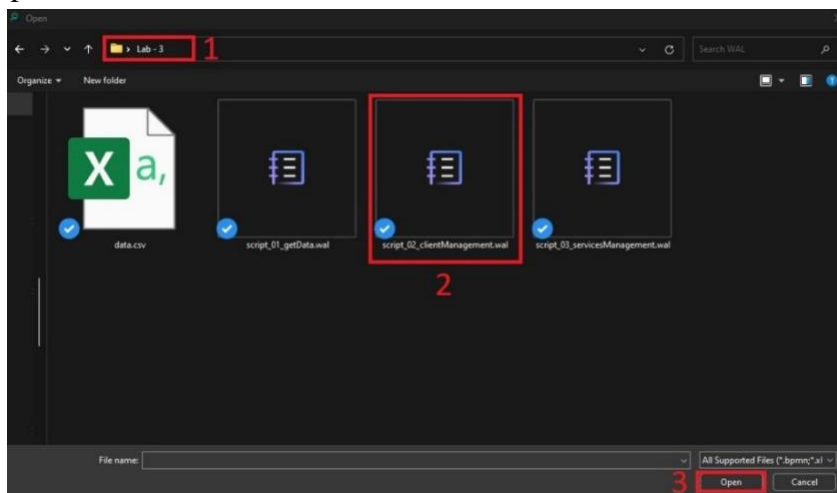 Open
Lab - 3
1
Search WAL
Organize
New folder
X a,
data.csv
script_01_getData.wal
script_02_clientManagement.wal
script_03_servicesManagement.wal
2
File name:
All Supported Files (*.bpmn;*.xl
3
Open
Cancel